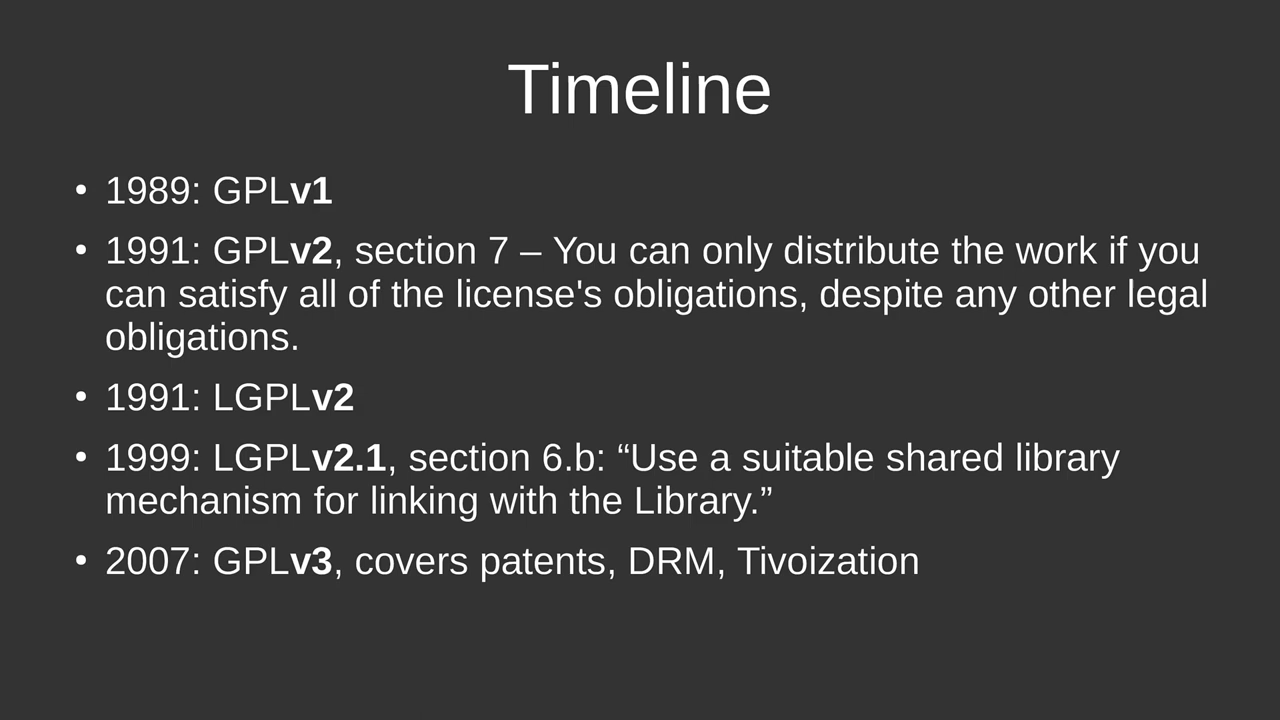 Timeline
• 1989: GPLv1
• 1991: GPLv2, section 7 – You can only distribute the work if you
can satisfy all of the license's obligations, despite any other legal
obligations.
• 1991: LGPLv2
• 1999: LGPLv2.1, section 6.b: “Use a suitable shared library
mechanism for linking with the Library.”
• 2007: GPLv3, covers patents, DRM, Tivoization